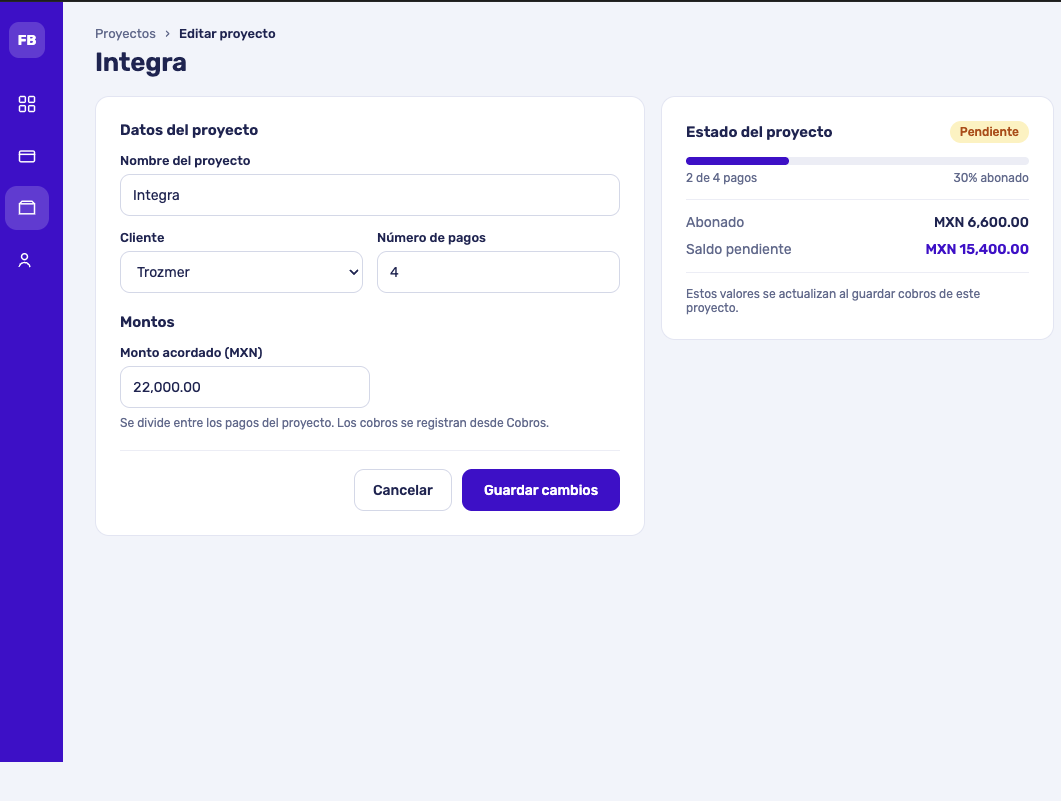 FB
Proyectos › Editar proyecto
Integra
Datos del proyecto
Nombre del proyecto
Integra
Cliente
Número de pagos
Trozmer
4
Montos
Monto acordado (MXN)
22,000.00
Se divide entre los pagos del proyecto. Los cobros se registran desde Cobros.
Cancelar
Guardar cambios
Estado del proyecto
Pendiente
2 de 4 pagos
30% abonado
Abonado
MXN 6,600.00
Saldo pendiente
MXN 15,400.00
Estos valores se actualizan al guardar cobros de este
proyecto.